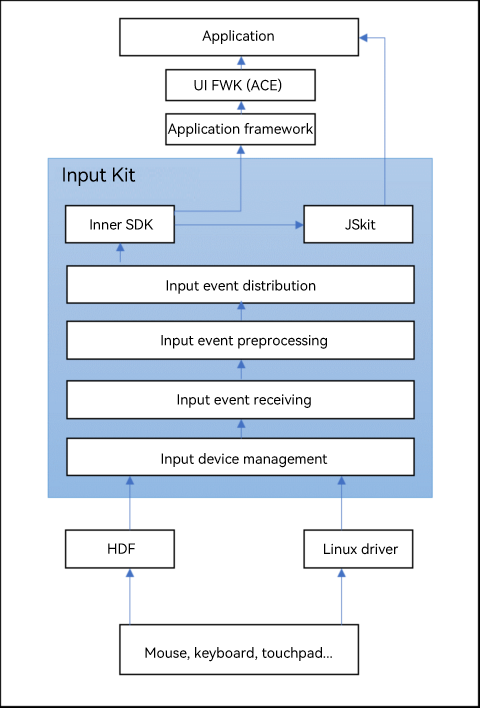 Application
UI FWK (ACE)
Application framework
Input Kit
Inner SDK
JSkit
Input event distribution
Input event preprocessing
Input event receiving
Input device management
HDF
Linux driver
Mouse, keyboard, touchpad...